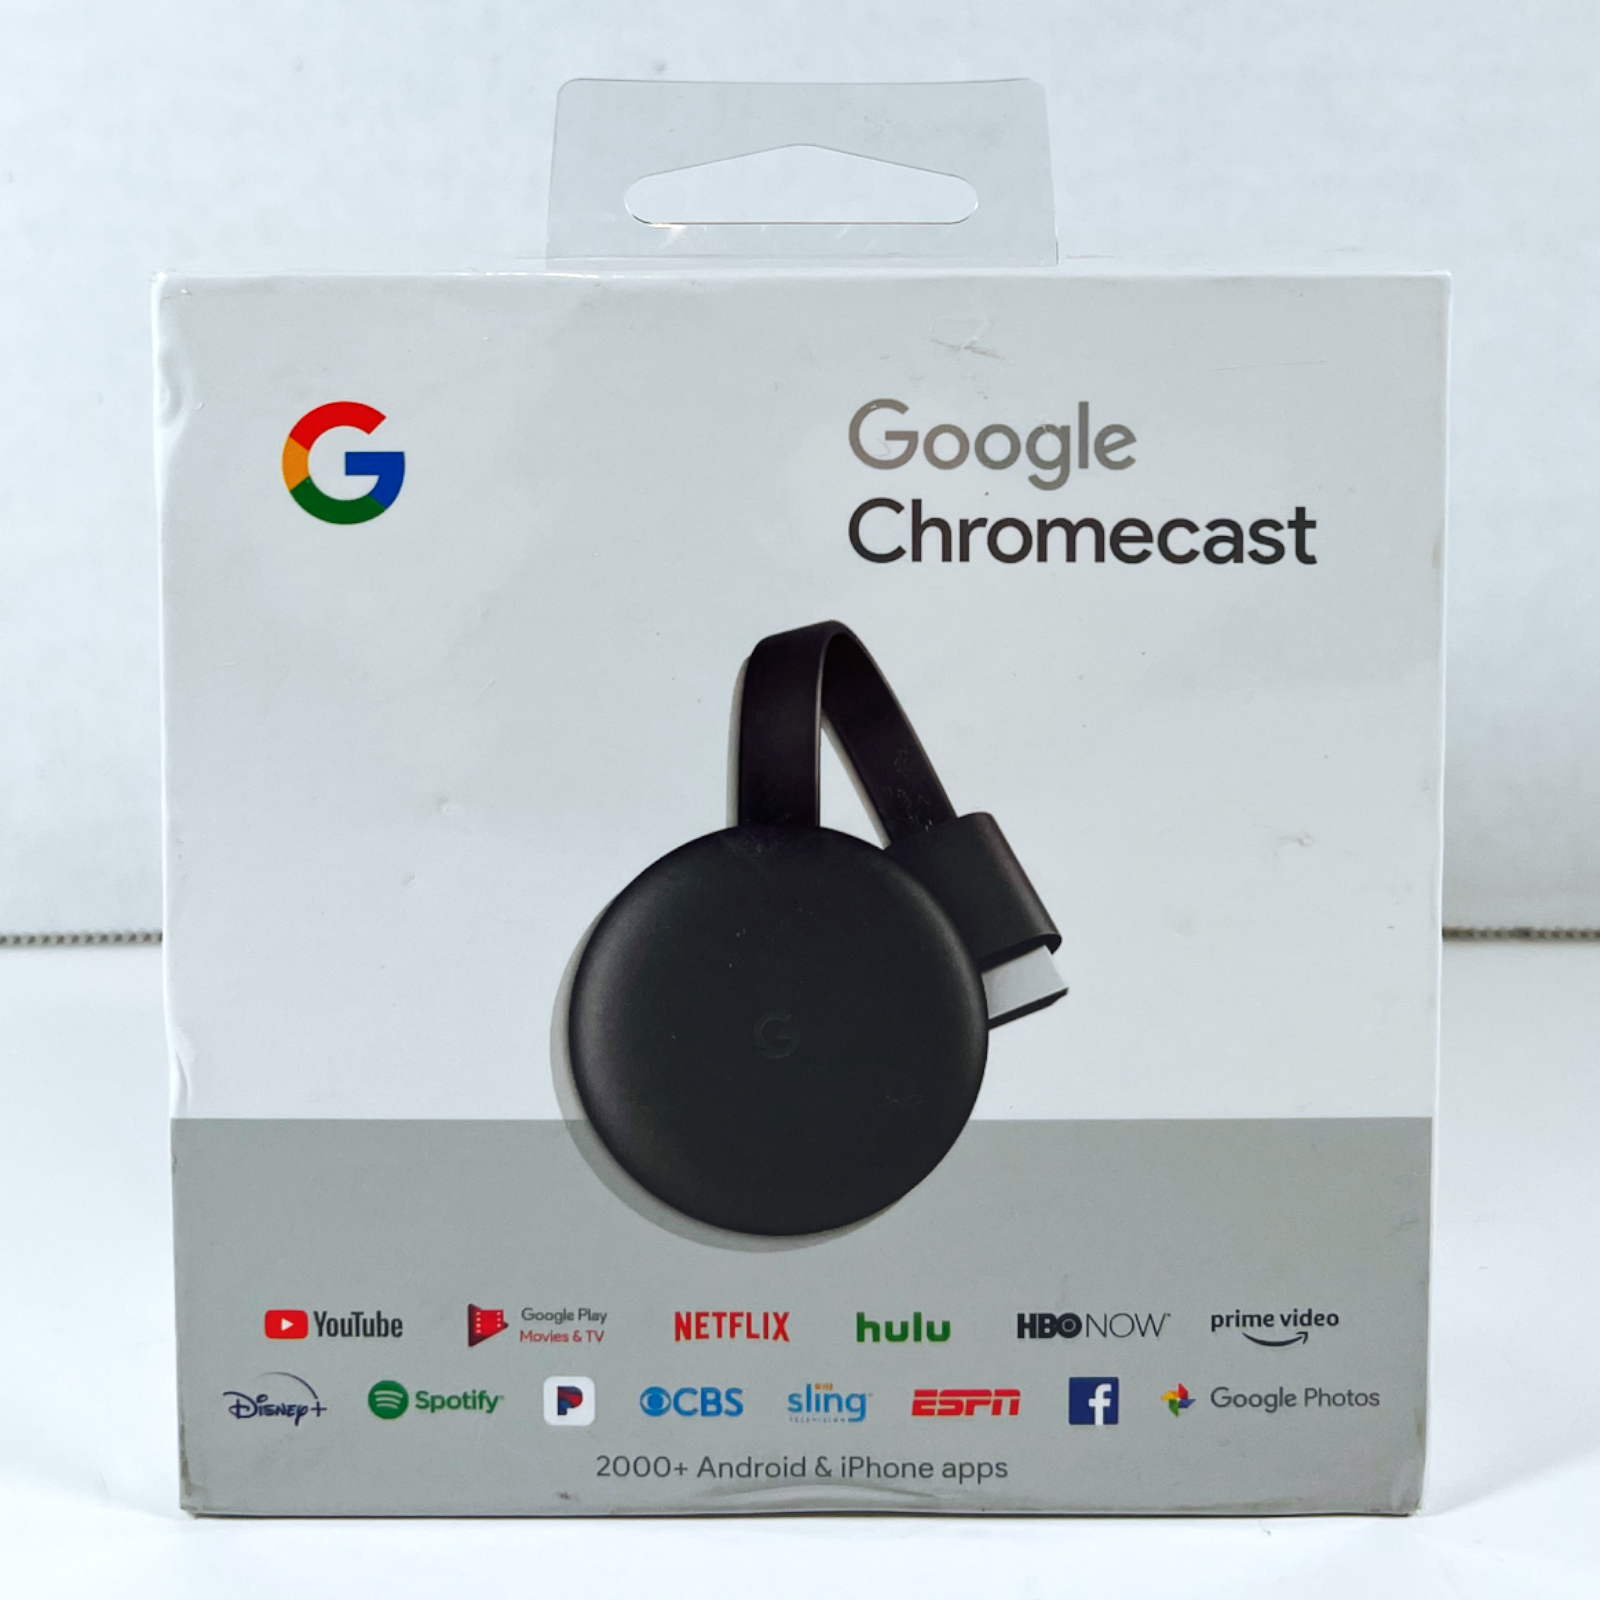 Google
Chromecast
YouTube
Google Play
Movies & TV
NETFLIX
hulu
HBO NOW
prime video
Disney+
Spotify
CBS
sling
TELEVISION
ESPN
Google Photos
2000+ Android & iPhone apps